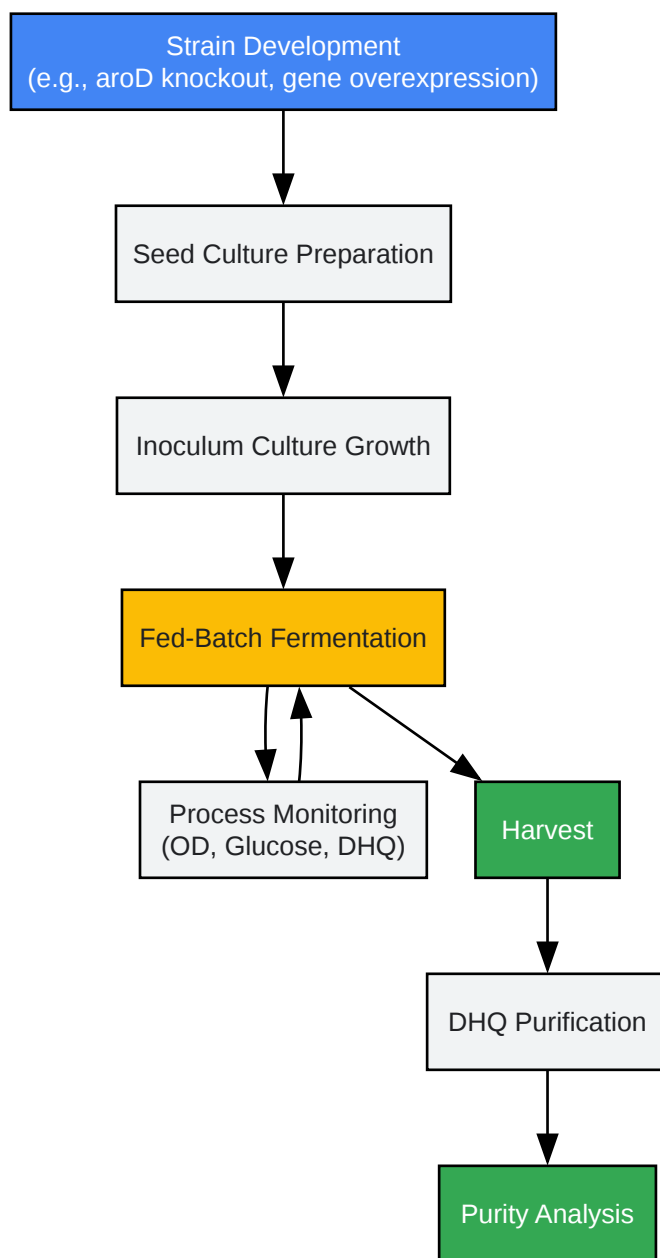 Strain Development
(e.g., aroD knockout, gene overexpression)
Seed Culture Preparation
Inoculum Culture Growth
Fed-Batch Fermentation
Process Monitoring
(OD, Glucose, DHQ)
Harvest
DHQ Purification
Purity Analysis